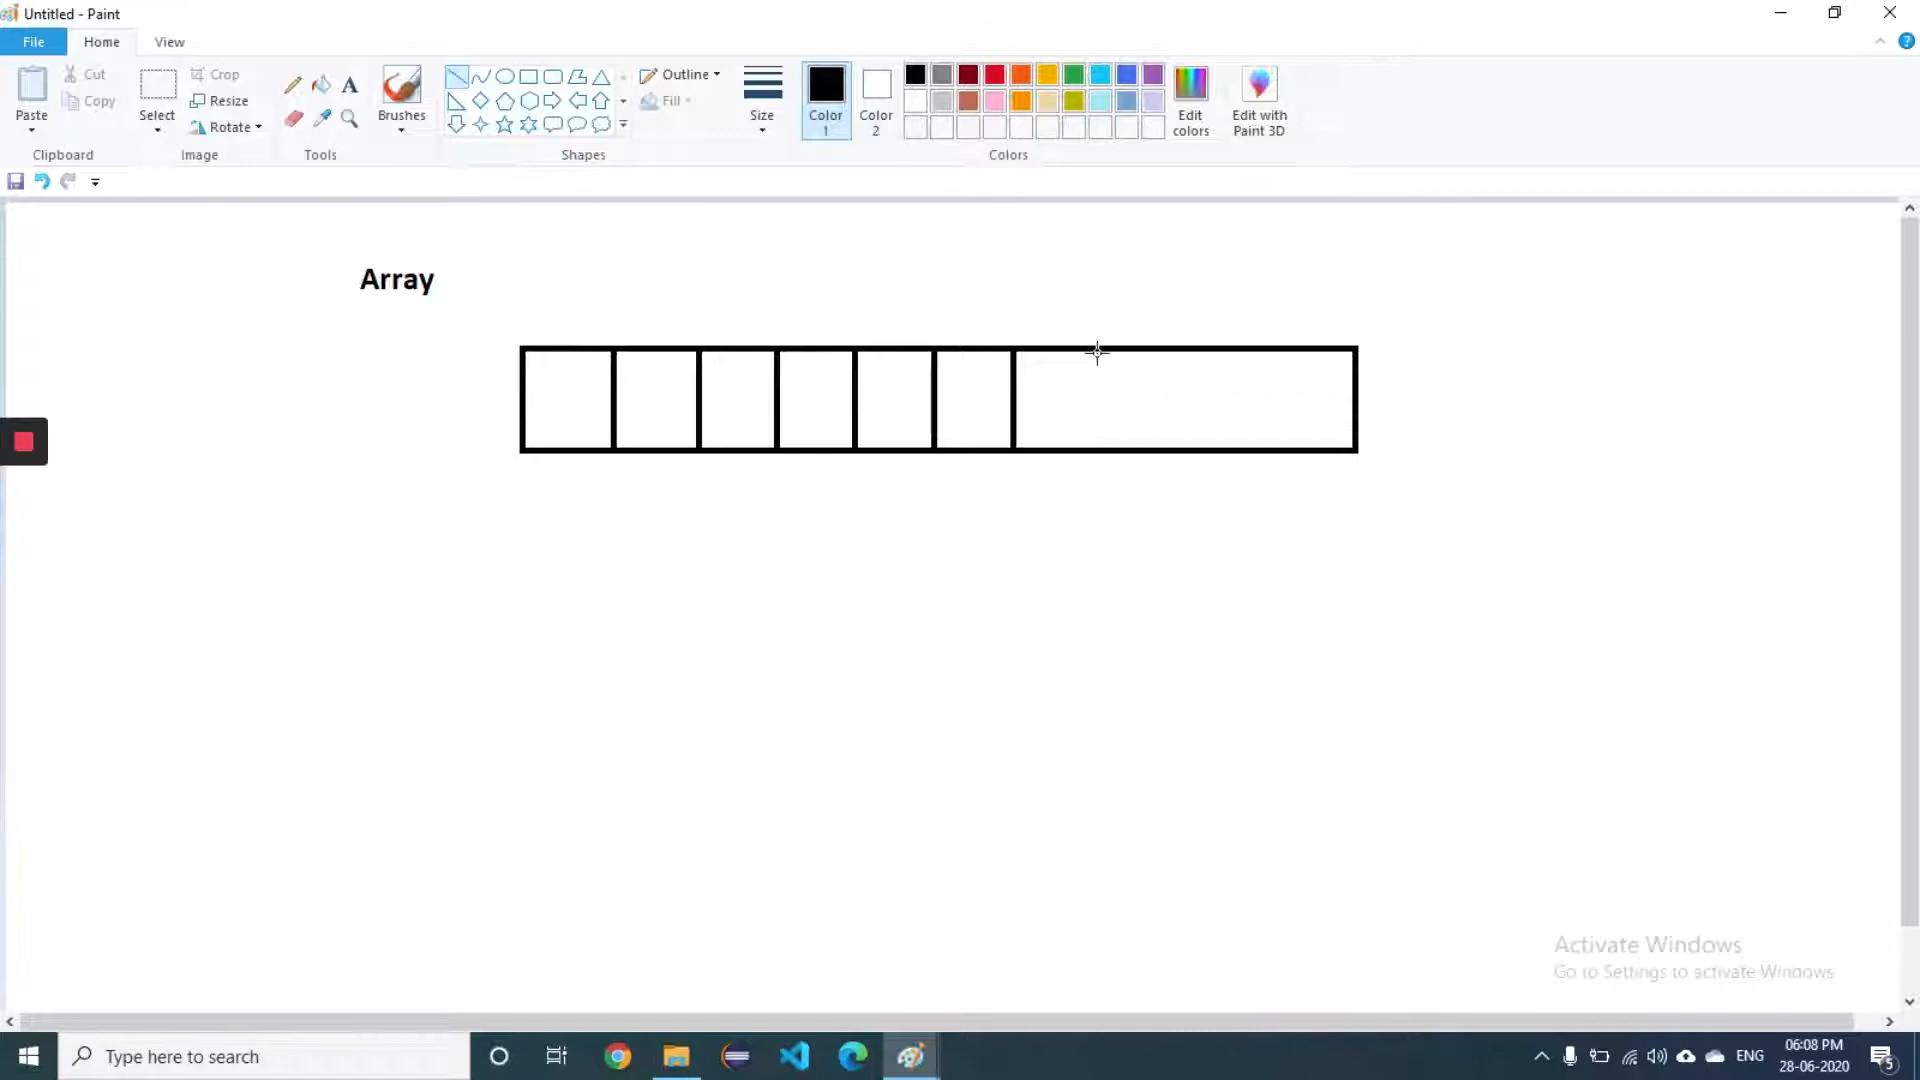 Untitled - Paint
File Home View
Paste Cut Copy Clipboard
Select Crop Resize Rotate Image
A Tools
Brushes
Shapes Outline Fill
Size
Color 1 Color 2
Edit colors Colors
Edit with Paint 3D
Array
Activate Windows
Go to Settings to activate Windows
Type here to search
ENG
06:08 PM
28-06-2020
5